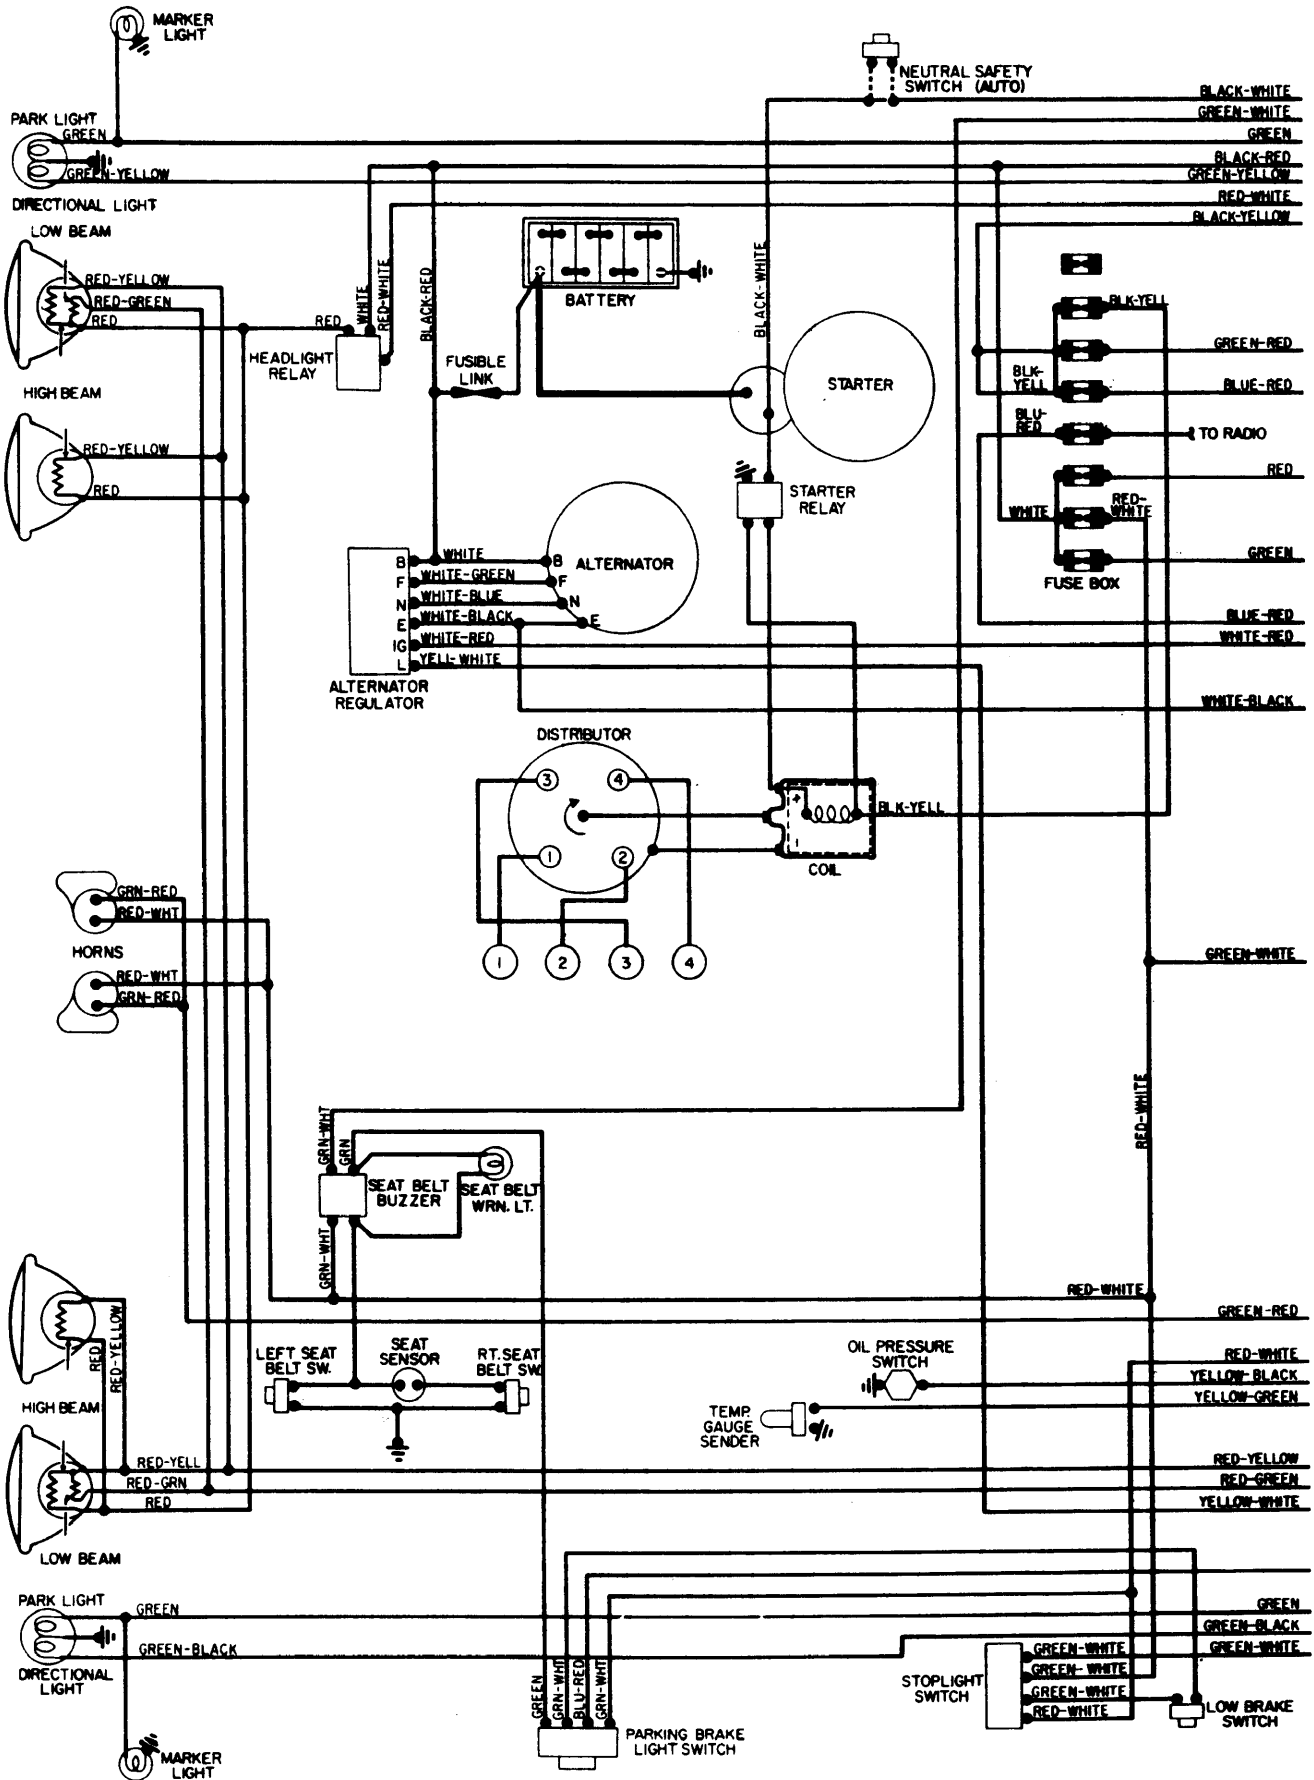 MARKER
LIGHT
NEUTRAL SAFETY
SWITCH (AUTO)
BLACK-WHITE
GREEN-WHITE
PARK LIGHT
GREEN
GREEN
BLACK-RED
GREEN-YELLOW
GREEN-YELLOW
DIRECTIONAL LIGHT
RED-WHITE
BLACK-YELLOW
LOW BEAM
RED-YELLOW
RED-GREEN
RED
RED
WHITE
RED-WHITE
BLACK-RED
BATTERY
BLACK-WHITE
HEADLIGHT
RELAY
FUSIBLE
LINK
STARTER
BLK-YELL
GREEN-RED
BLK-
YELL
BLUE-RED
BLU-
RED
TO RADIO
HIGH BEAM
RED-YELLOW
RED
RED
STARTER
RELAY
WHITE
RED-
WHITE
GREEN
FUSE BOX
ALTERNATOR
B
WHITE
B
F
WHITE-GREEN
F
N
WHITE-BLUE
N
E
WHITE-BLACK
E
IG
WHITE-RED
L
YELL-WHITE
ALTERNATOR
REGULATOR
BLUE-RED
WHITE-RED
WHITE-BLACK
DISTRIBUTOR
3
4
1
2
+
-
BLK-YELL
COIL
1
2
3
4
GRN-RED
RED-WHT
HORNS
RED-WHT
GRN-RED
GREEN-WHITE
RED-WHITE
GRN-WHT
GRN
SEAT BELT
BUZZER
SEAT BELT
WRN. LT.
GRN-WHT
RED-WHITE
GREEN-RED
RED
RED-YELLOW
HIGH BEAM
LEFT SEAT
BELT SW.
SEAT
SENSOR
RT. SEAT
BELT SW.
OIL PRESSURE
SWITCH
RED-WHITE
YELLOW-BLACK
YELLOW-GREEN
TEMP.
GAUGE
SENDER
RED-YELL
RED-GRN
RED
RED-YELLOW
RED-GREEN
YELLOW-WHITE
LOW BEAM
PARK LIGHT
GREEN
GREEN
GREEN-BLACK
GREEN-BLACK
GREEN-WHITE
DIRECTIONAL
LIGHT
GREEN
GRN-WHT
BLU-RED
GRN-WHT
STOPLIGHT
SWITCH
GREEN-WHITE
GREEN-WHITE
GREEN-WHITE
RED-WHITE
LOW BRAKE
SWITCH
PARKING BRAKE
LIGHT SWITCH
MARKER
LIGHT